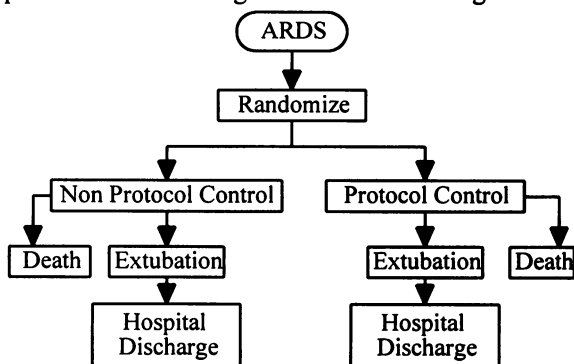 ARDS
Randomize
Non Protocol Control
Protocol Control
Death
Extubation
Extubation
Death
Hospital
Discharge
Hospital
Discharge